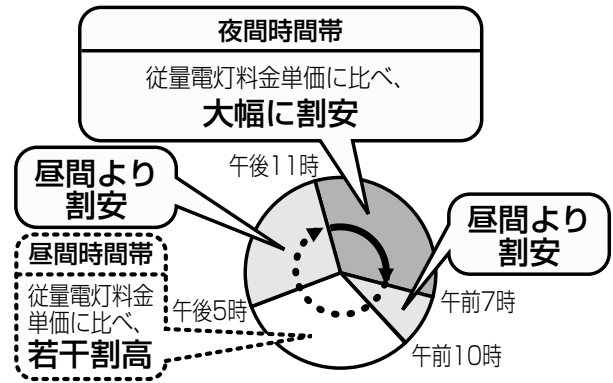 夜間時間帯
従量電灯料金単価に比べ、
大幅に割安
午後11時
昼間より
割安
昼間より
割安
昼間時間帯
従量電灯料金
単価に比べ、
若干割高
午後5時
午前7時
午前10時